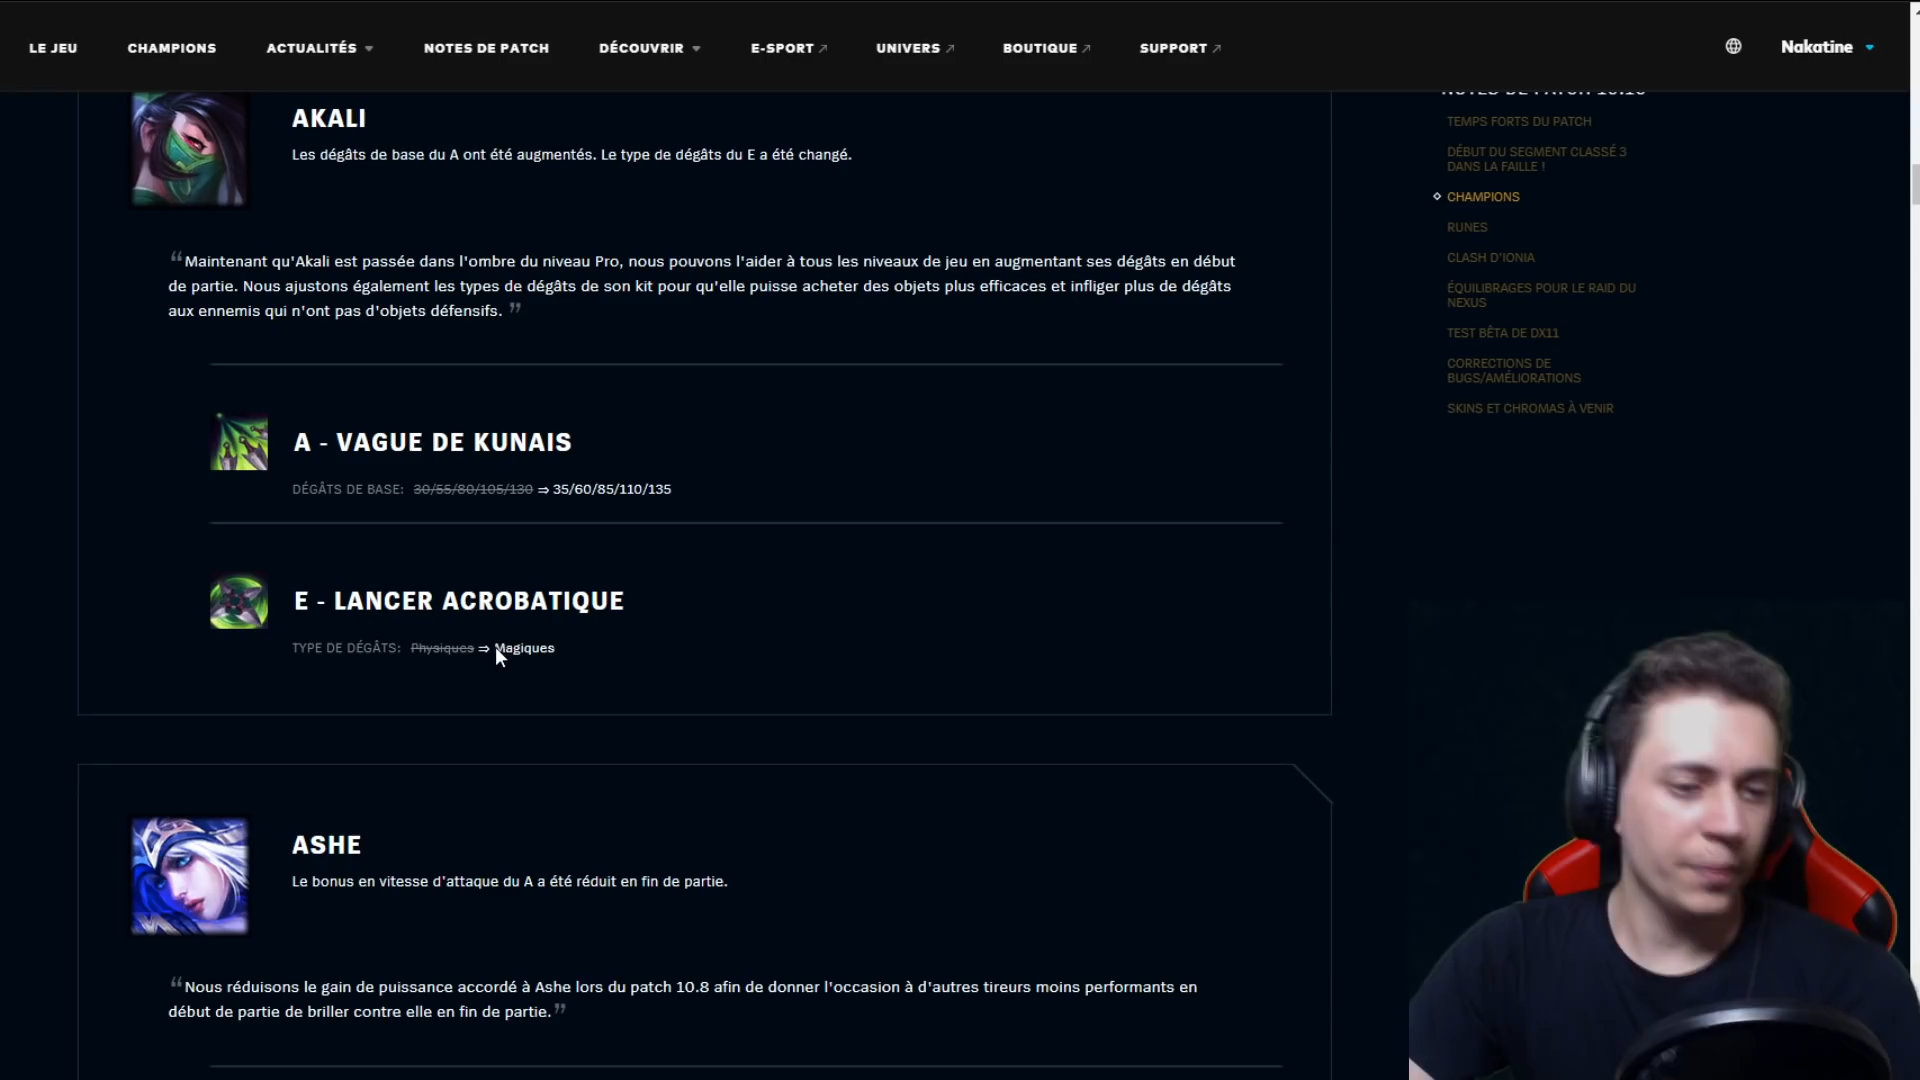 LE JEU
CHAMPIONS
ACTUALITÉS
NOTES DE PATCH
DÉCOUVRIR
E-SPORT
UNIVERS
BOUTIQUE
SUPPORT
Nakatine
AKALI
Les dégâts de base du A ont été augmentés. Le type de dégâts du E a été changé.
“Maintenant qu'Akali est passée dans l'ombre du niveau Pro, nous pouvons l'aider à tous les niveaux de jeu en augmentant ses dégâts en début
de partie. Nous ajustons également les types de dégâts de son kit pour qu'elle puisse acheter des objets plus efficaces et infliger plus de dégâts
aux ennemis qui n'ont pas d'objets défensifs. ”
A - VAGUE DE KUNAIS
DÉGÂTS DE BASE: 30/55/80/105/130 ⇒ 35/60/85/110/135
E - LANCER ACROBATIQUE
TYPE DE DÉGÂTS: Physiques ⇒ Magiques
ASHE
Le bonus en vitesse d'attaque du A a été réduit en fin de partie.
“Nous réduisons le gain de puissance accordé à Ashe lors du patch 10.8 afin de donner l'occasion à d'autres tireurs moins performants en
début de partie de briller contre elle en fin de partie.”
NOTES DE PATCH
TEMPS FORTS DU PATCH
DÉBUT DU SEGMENT CLASSÉ 3
DANS LA FAILLE !
CHAMPIONS
RUNES
CLASH D'IONIA
ÉQUILIBRAGES POUR LE RAID DU
NEXUS
TEST BÊTA DE DX11
CORRECTIONS DE
BUGS/AMÉLIORATIONS
SKINS ET CHROMAS À VENIR